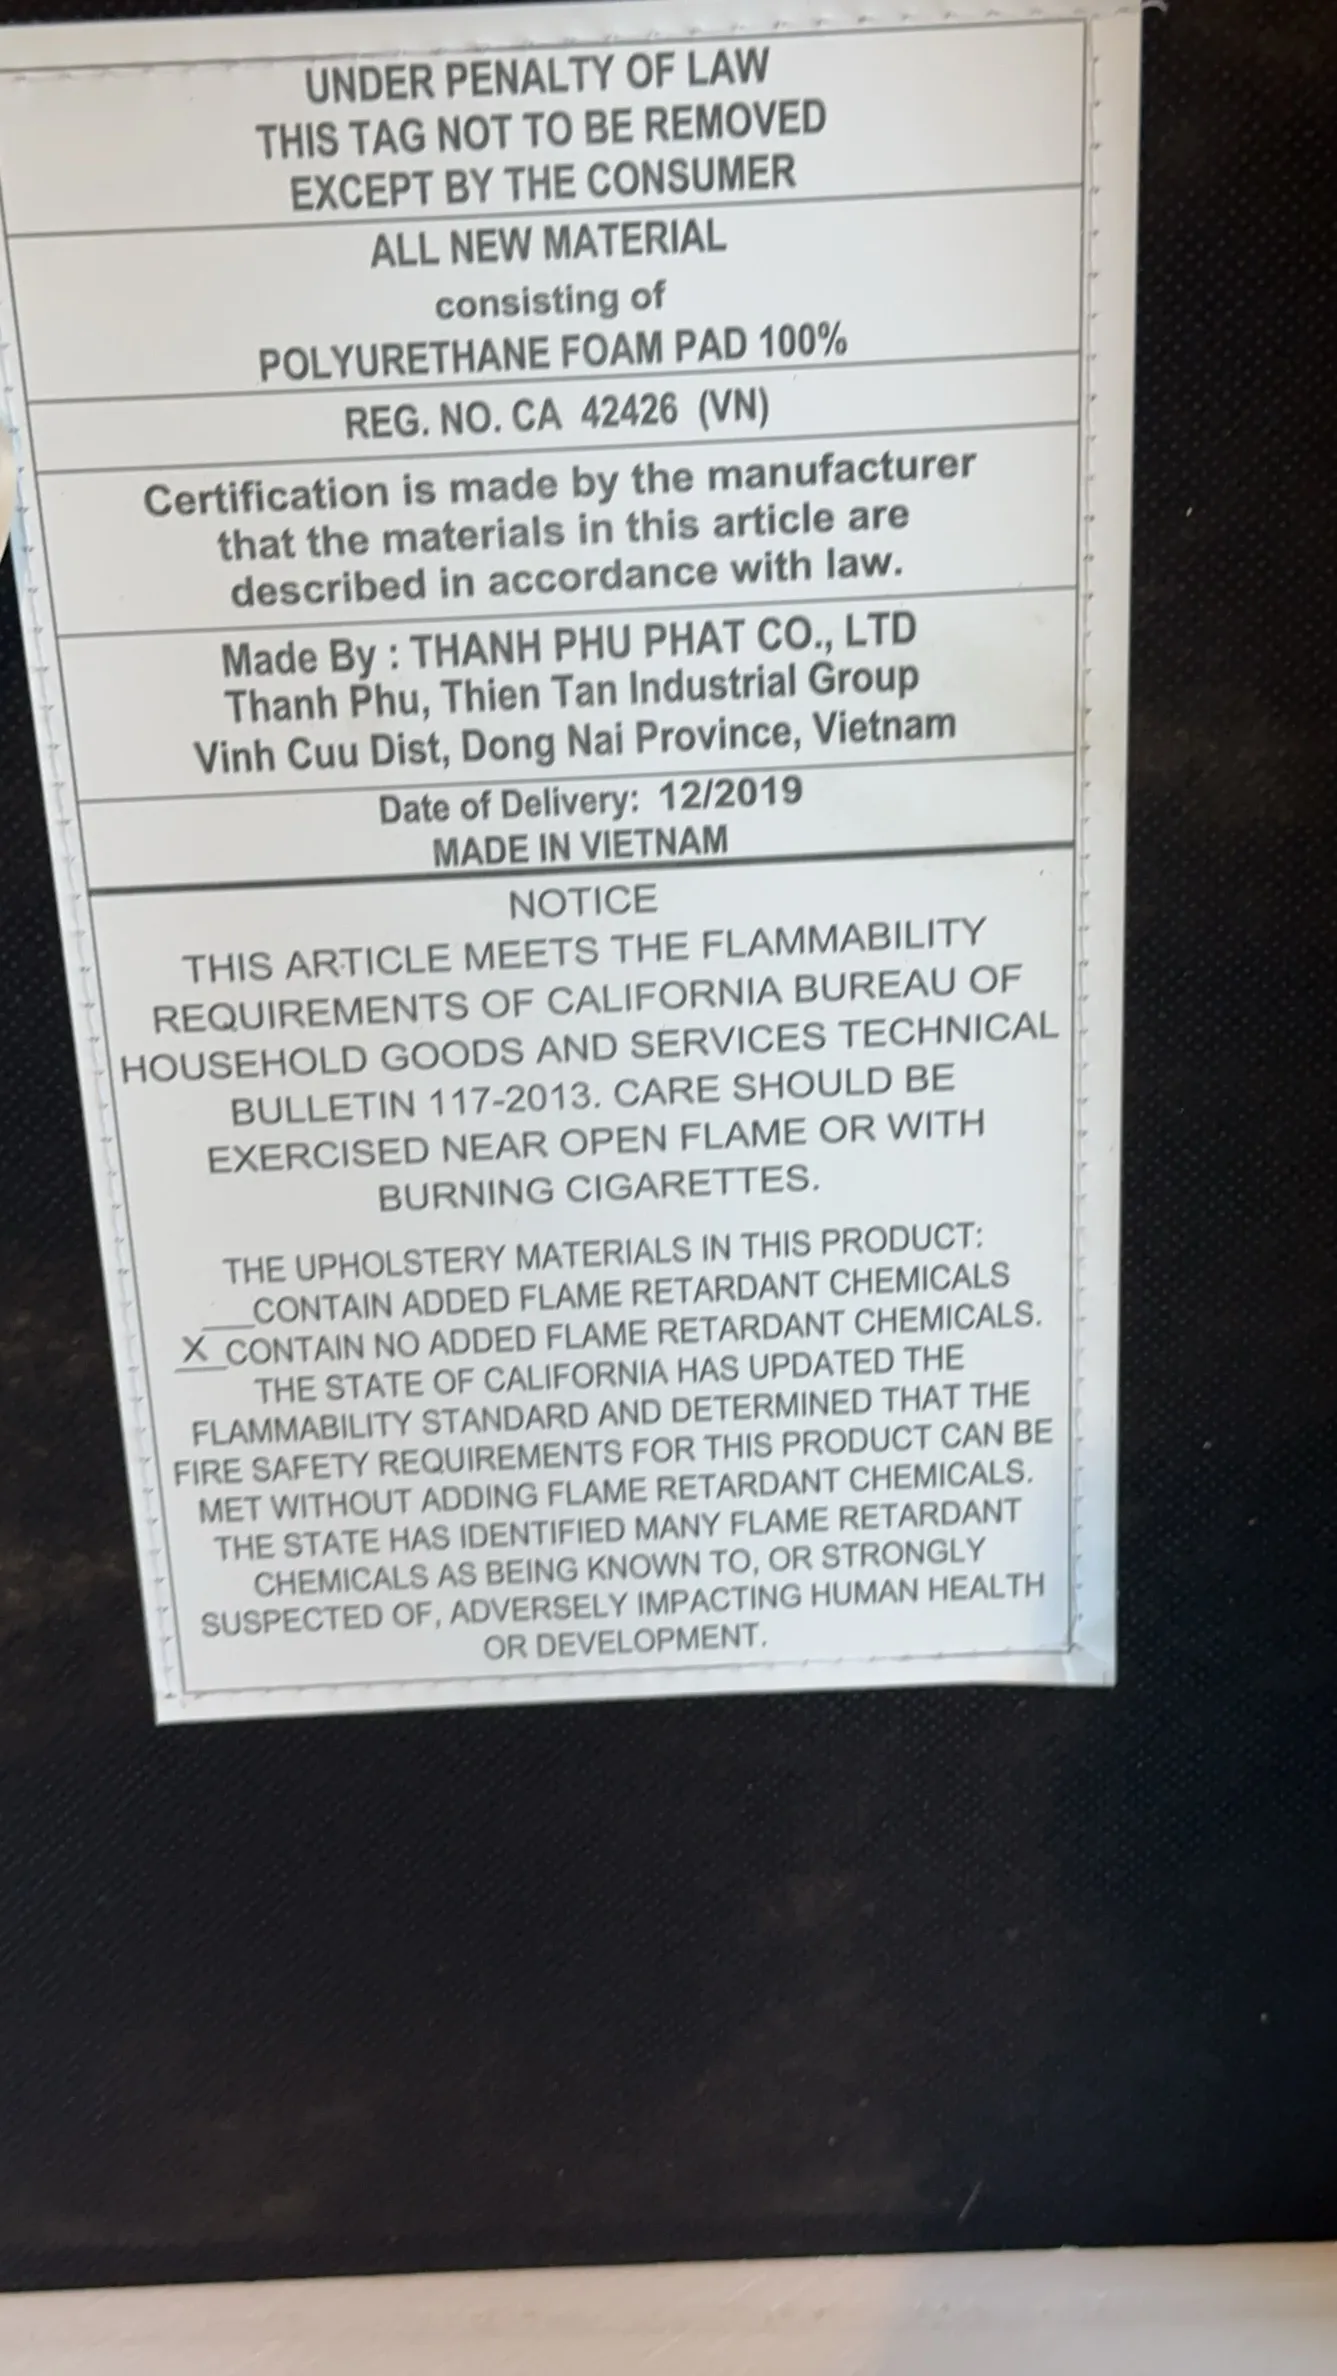 UNDER PENALTY OF LAW
THIS TAG NOT TO BE REMOVED
EXCEPT BY THE CONSUMER
ALL NEW MATERIAL
consisting of
POLYURETHANE FOAM PAD 100%
REG. NO. CA 42426 (VN)
Certification is made by the manufacturer
that the materials in this article are
described in accordance with law.
Made By : THANH PHU PHAT CO., LTD
Thanh Phu, Thien Tan Industrial Group
Vinh Cuu Dist, Dong Nai Province, Vietnam
Date of Delivery: 12/2019
MADE IN VIETNAM
NOTICE
THIS ARTICLE MEETS THE FLAMMABILITY
REQUIREMENTS OF CALIFORNIA BUREAU OF
HOUSEHOLD GOODS AND SERVICES TECHNICAL
BULLETIN 117-2013. CARE SHOULD BE
EXERCISED NEAR OPEN FLAME OR WITH
BURNING CIGARETTES.
THE UPHOLSTERY MATERIALS IN THIS PRODUCT:
___CONTAIN ADDED FLAME RETARDANT CHEMICALS
X CONTAIN NO ADDED FLAME RETARDANT CHEMICALS.
THE STATE OF CALIFORNIA HAS UPDATED THE
FLAMMABILITY STANDARD AND DETERMINED THAT THE
FIRE SAFETY REQUIREMENTS FOR THIS PRODUCT CAN BE
MET WITHOUT ADDING FLAME RETARDANT CHEMICALS.
THE STATE HAS IDENTIFIED MANY FLAME RETARDANT
CHEMICALS AS BEING KNOWN TO, OR STRONGLY
SUSPECTED OF, ADVERSELY IMPACTING HUMAN HEALTH
OR DEVELOPMENT.